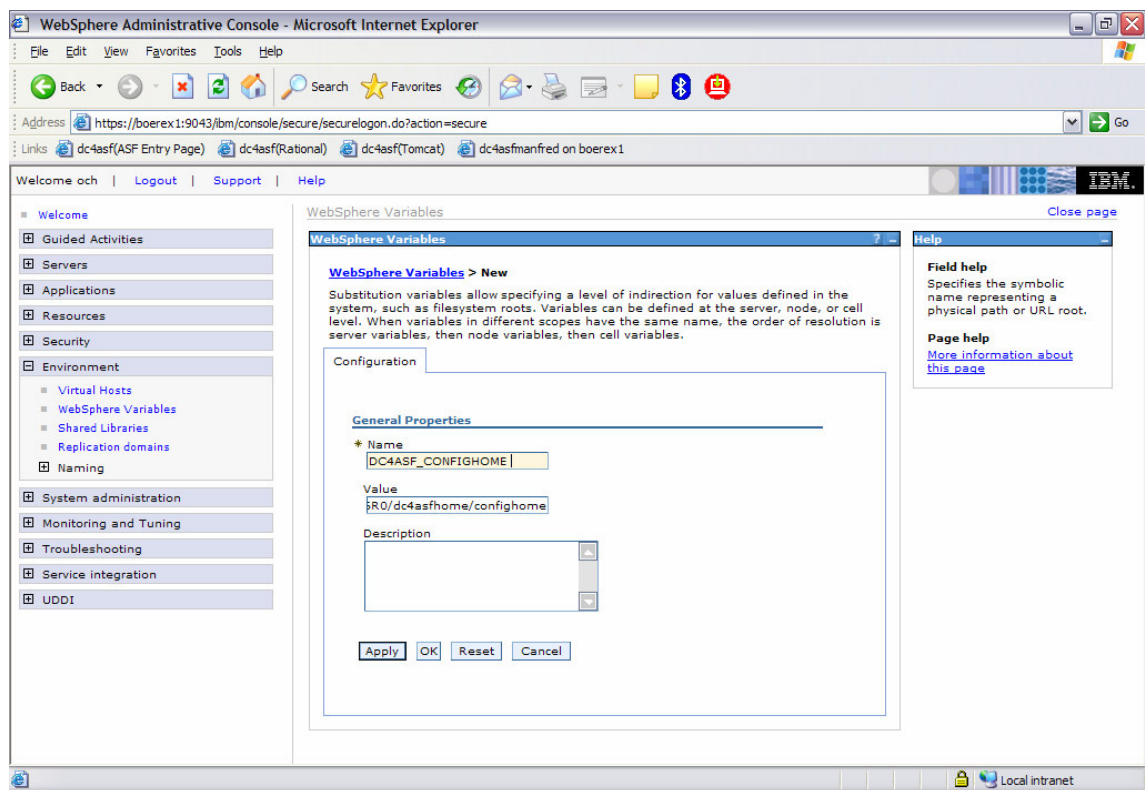 WebSphere Administrative Console - Microsoft Internet Explorer
File Edit View Favorites Tools Help
Back Search Favorites
Address https://boerex1:9043/ibm/console/secure/securelogon.do?action=secure Go
Links dc4asf(ASF Entry Page) dc4asf(Rational) dc4asf(Tomcat) dc4asfmanfred on boerex1
Welcome och | Logout | Support | Help IBM.
Welcome
Guided Activities
Servers
Applications
Resources
Security
Environment
Virtual Hosts
WebSphere Variables
Shared Libraries
Replication domains
Naming
System administration
Monitoring and Tuning
Troubleshooting
Service integration
UDDI
WebSphere Variables Close page
WebSphere Variables ? –
WebSphere Variables > New
Substitution variables allow specifying a level of indirection for values defined in the
system, such as filesystem roots. Variables can be defined at the server, node, or cell
level. When variables in different scopes have the same name, the order of resolution is
server variables, then node variables, then cell variables.
Configuration
General Properties
* Name
DC4ASF_CONFIGHOME
Value
R0/dc4asfhome/confighome
Description
Apply OK Reset Cancel
Help –
Field help
Specifies the symbolic
name representing a
physical path or URL root.
Page help
More information about
this page
Local intranet